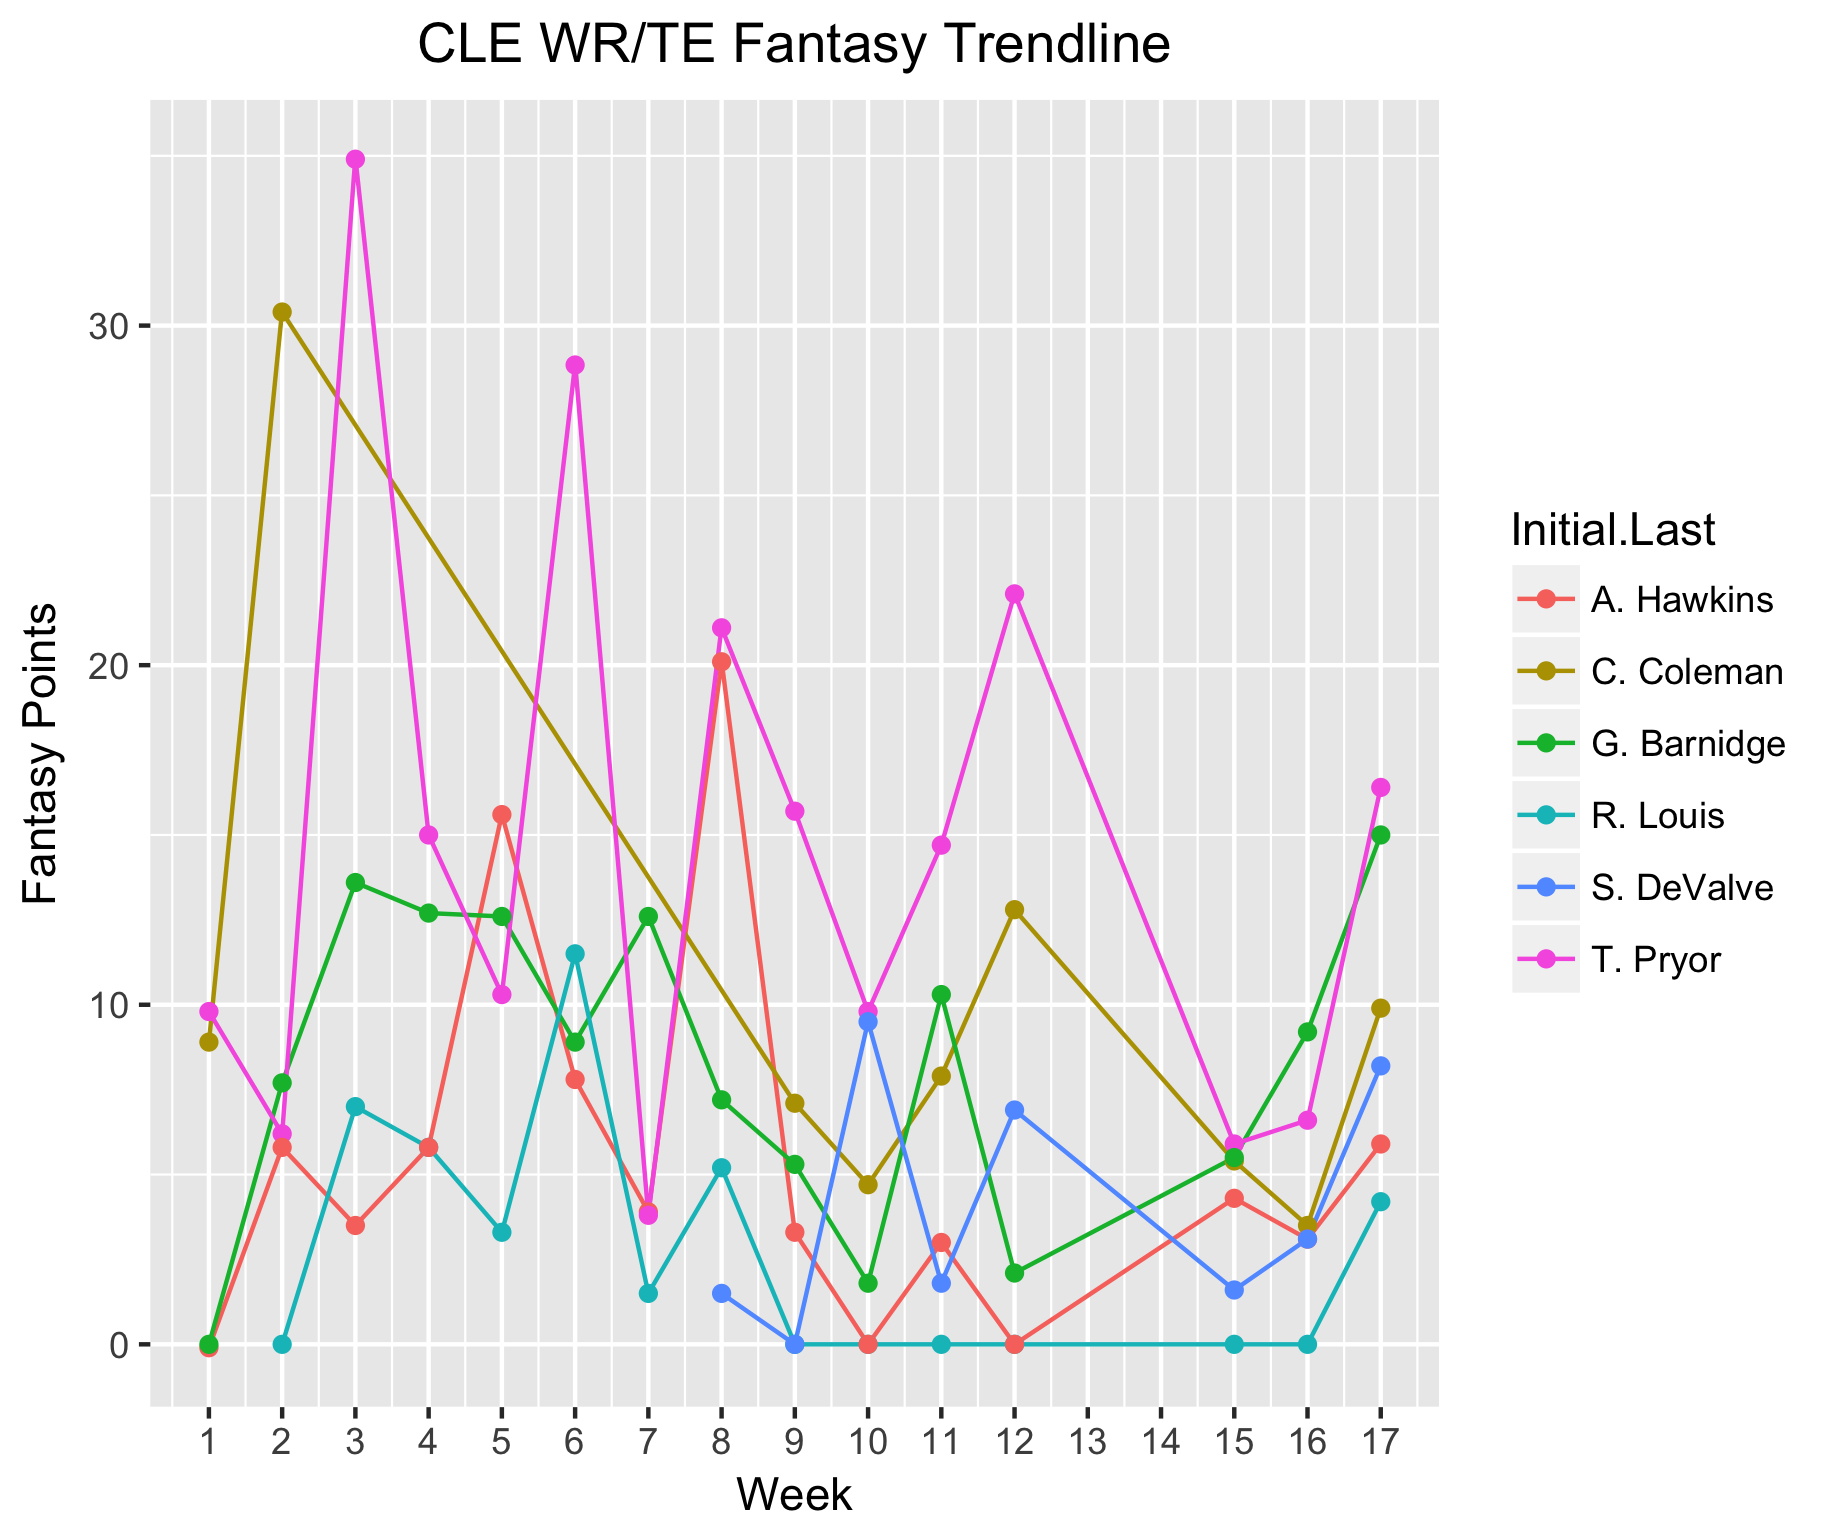 CLE WR/TE Fantasy Trendline
Fantasy Points
30
20
10
0
1 2 3 4 5 6 7 8 9 10 11 12 13 14 15 16 17
Week
Initial.Last
A. Hawkins
C. Coleman
G. Barnidge
R. Louis
S. DeValve
T. Pryor